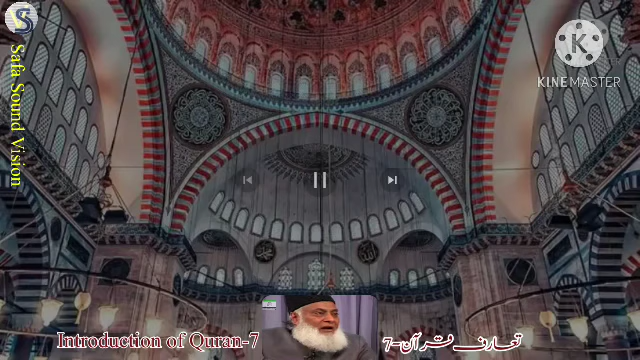 Safa Sound Vision
KINEMASTER
Introduction of Quran-7
تعارف قرآن-7